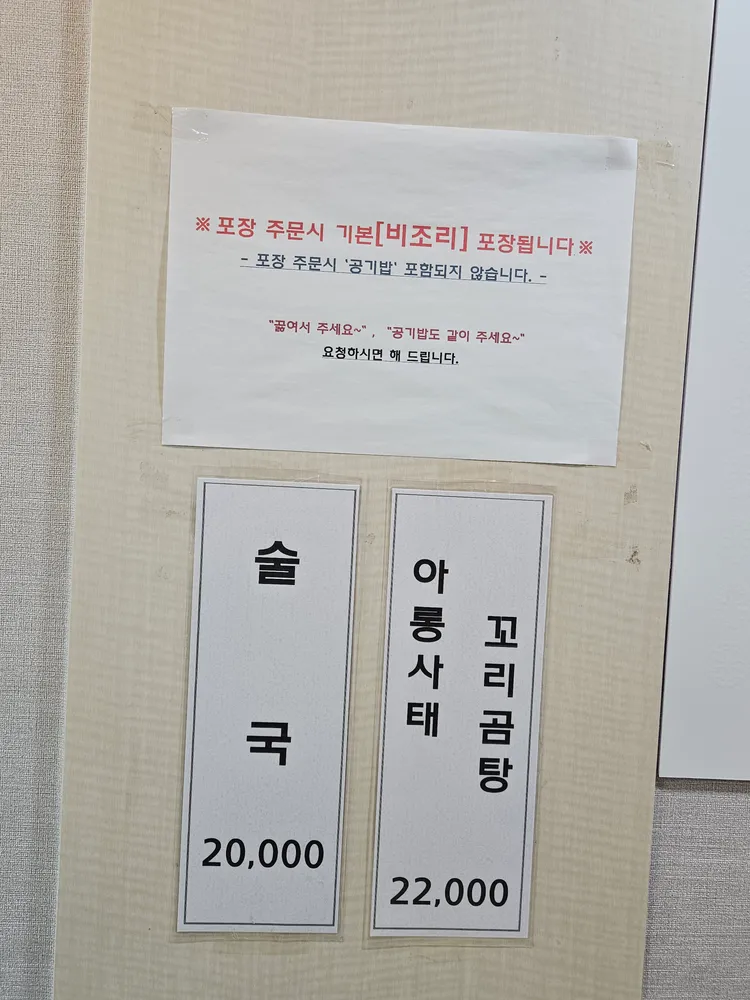 ※ 포장 주문시 기본[비조리] 포장됩니다 ※
- 포장 주문시 '공기밥' 포함되지 않습니다. -
"끓여서 주세요~" , "공기밥도 같이 주세요~"
요청하시면 해 드립니다.
술국
20,000
아롱사태
꼬리곰탕
22,000